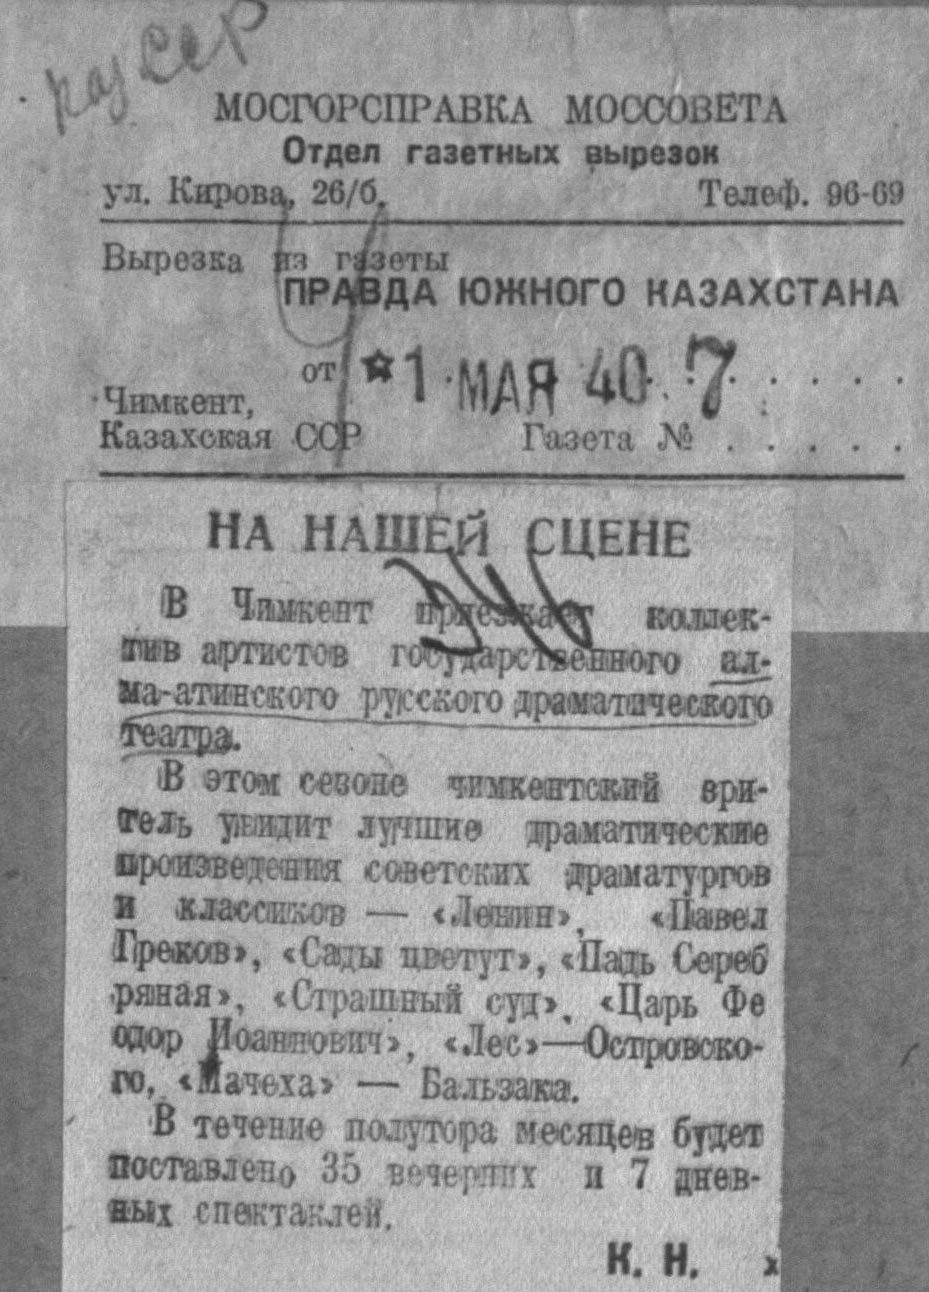 КазССР
МОСГОРСПРАВКА МОССОВЕТА
Отдел газетных вырезок
ул. Кирова, 26/б. Телеф. 96-69
Вырезка из газеты
ПРАВДА ЮЖНОГО КАЗАХСТАНА
от 1 МАЯ 40 7
Чимкент,
Казахская ССР Газета № . . . . .
НА НАШЕЙ СЦЕНЕ
В Чимкент приезжает коллек-
тив артистов государственного ал-
ма-атинского русского драматического
театра.
В этом сезоне чимкентский зри-
тель увидит лучшие драматические
произведения советских драматургов
и классиков — «Ленин», «Павел
Греков», «Сады цветут», «Падь Сереб
ряная», «Страшный суд», «Царь Фе
одор Иоаннович», «Лес»—Островско-
го, «Мачеха» — Бальзака.
В течение полутора месяцев будет
поставлено 35 вечерних и 7 днев-
ных спектаклей.
К. Н. х